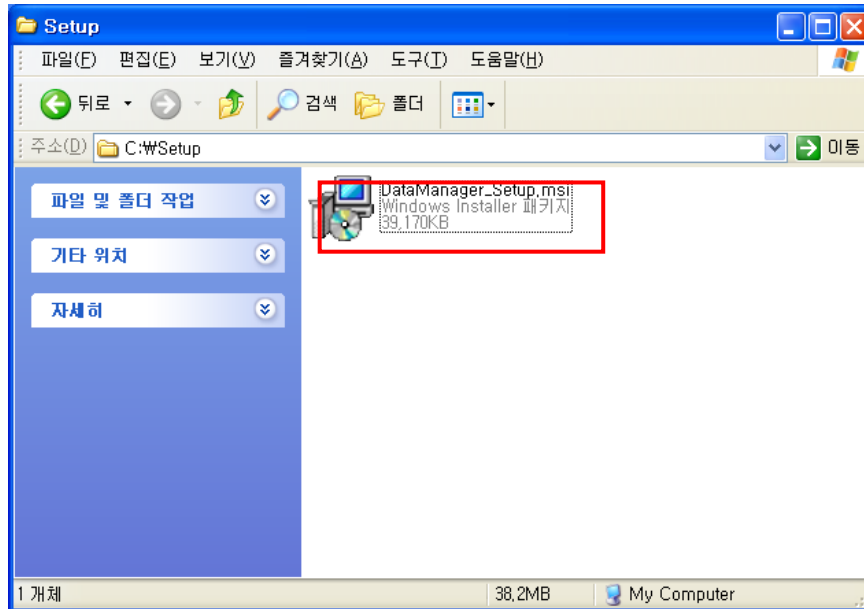 Setup
파일(F) 편집(E) 보기(V) 즐겨찾기(A) 도구(T) 도움말(H)
뒤로 검색 폴더
주소(D) C:₩Setup 이동
파일 및 폴더 작업
기타 위치
자세히
DataManager_Setup.msi
Windows Installer 패키지
39,170KB
1 개체 38,2MB My Computer